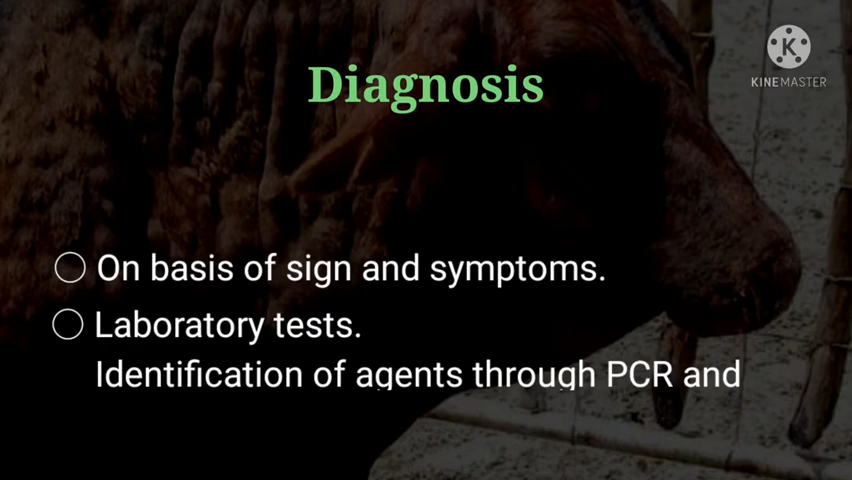 Diagnosis
KINEMASTER
On basis of sign and symptoms.
Laboratory tests.
Identification of agents through PCR and